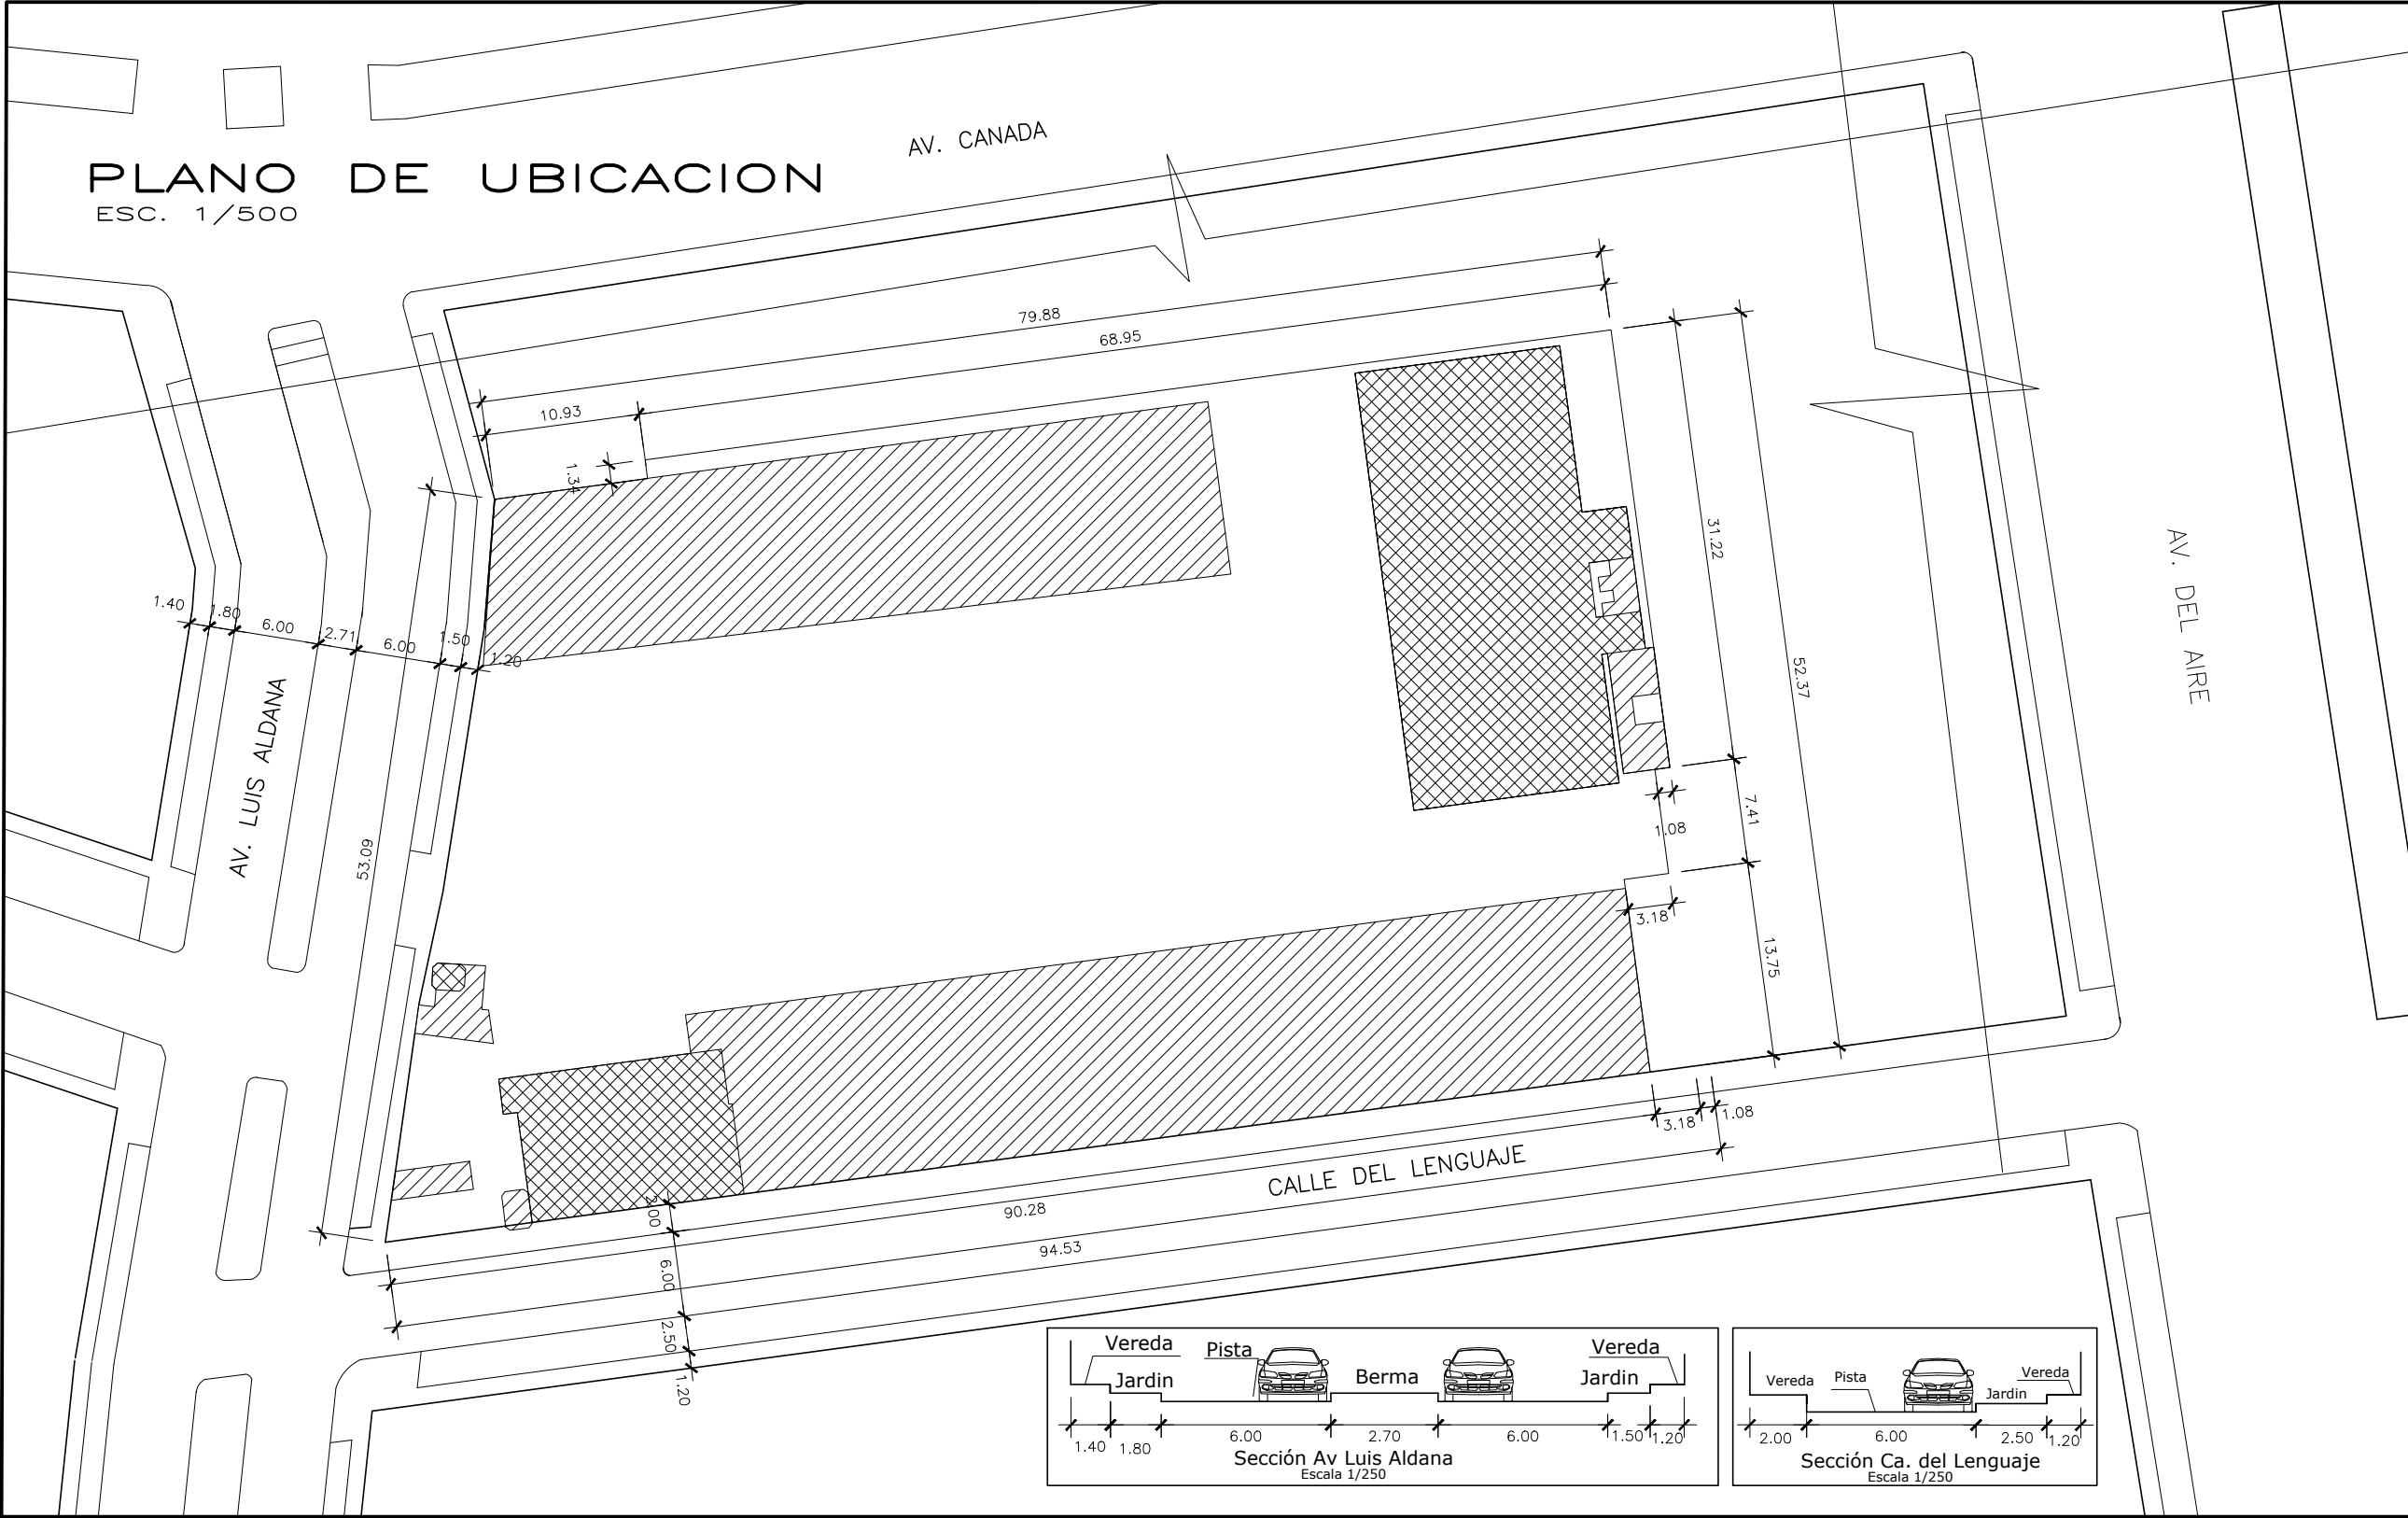 AV. CANADA
PLANO DE UBICACION
ESC. 1/500
79.88
68.95
10.93
1.34
31.22
52.37
7.41
1.08
3.18
13.75
AV. DEL AIRE
1.40
1.80
6.00
2.71
6.00
1.50
1.20
AV. LUIS ALDANA
53.09
3.18
1.08
CALLE DEL LENGUAJE
90.28
94.53
2.00
6.00
2.50
1.20
Vereda
Pista
Vereda
Jardin
Berma
Jardin
1.40
1.80
6.00
2.70
6.00
1.50
1.20
Sección Av Luis Aldana
Escala 1/250
Vereda
Pista
Jardin
Vereda
2.00
6.00
2.50
1.20
Sección Ca. del Lenguaje
Escala 1/250